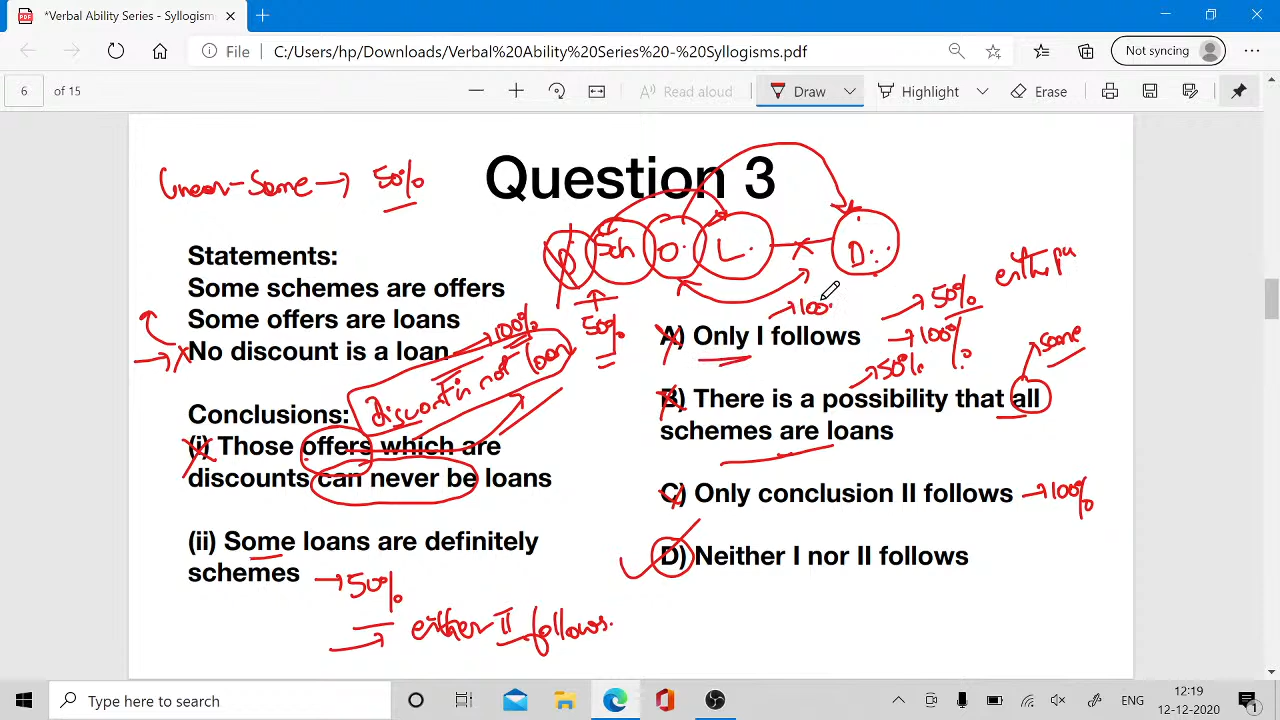 *Verbal Ability Series - Syllogism
File
C:/Users/hp/Downloads/Verbal%20Ability%20Series%20-%20Syllogisms.pdf
Not syncing
6 of 15
Read aloud
Draw
Highlight
Erase
Question 3
50%
Statements:
Some schemes are offers
Some offers are loans
No discount is a loan
Sch O L D
50%
100%
discount is not loan
Conclusions:
(i) Those offers which are
discounts can never be loans
(ii) Some loans are definitely
schemes
50%
either II follows.
100%
50%
A) Only I follows
100%
50%
some
B) There is a possibility that all
schemes are loans
C) Only conclusion II follows
100%
D) Neither I nor II follows
Type here to search
ENG
12:19
12-12-2020
1